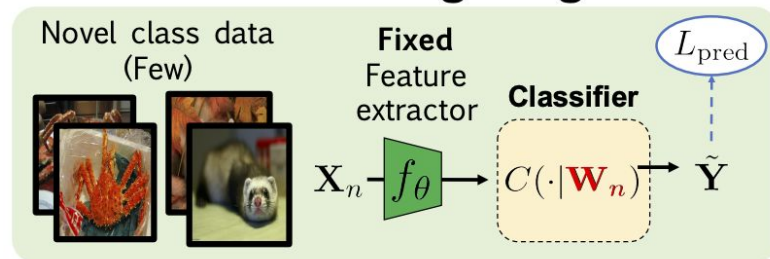 Novel class data
(Few)
Fixed
Feature
extractor
Classifier
L_pred
X_n
f_θ
C(·|W_n)
Ỹ